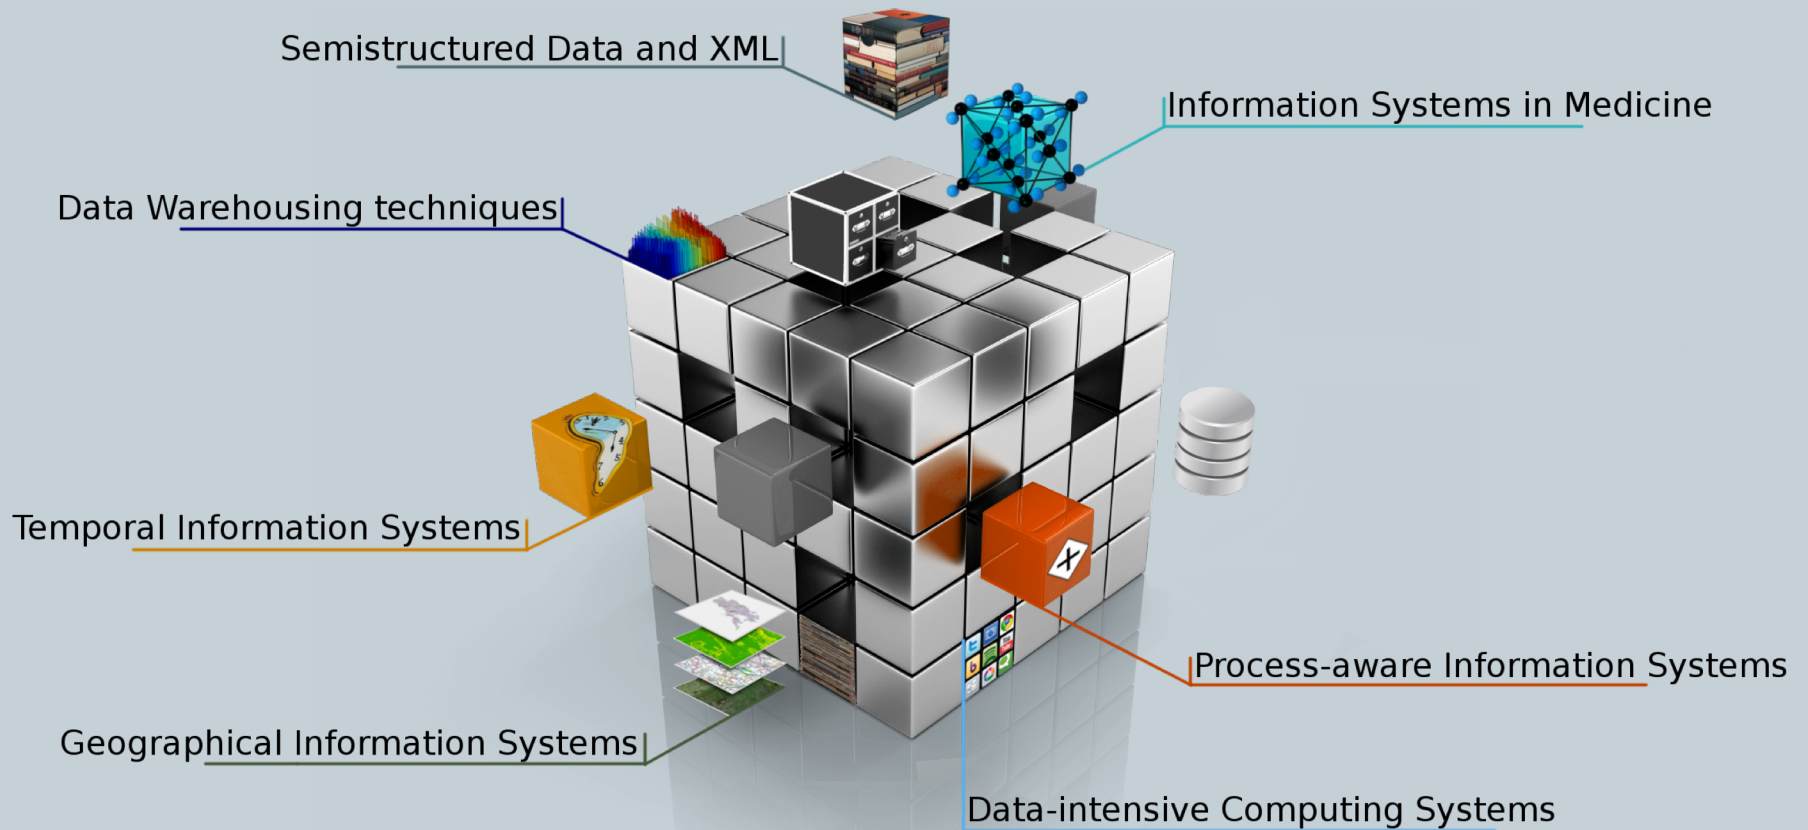 Semistructured Data and XML
Information Systems in Medicine
Data Warehousing techniques
Temporal Information Systems
Process-aware Information Systems
Geographical Information Systems
Data-intensive Computing Systems